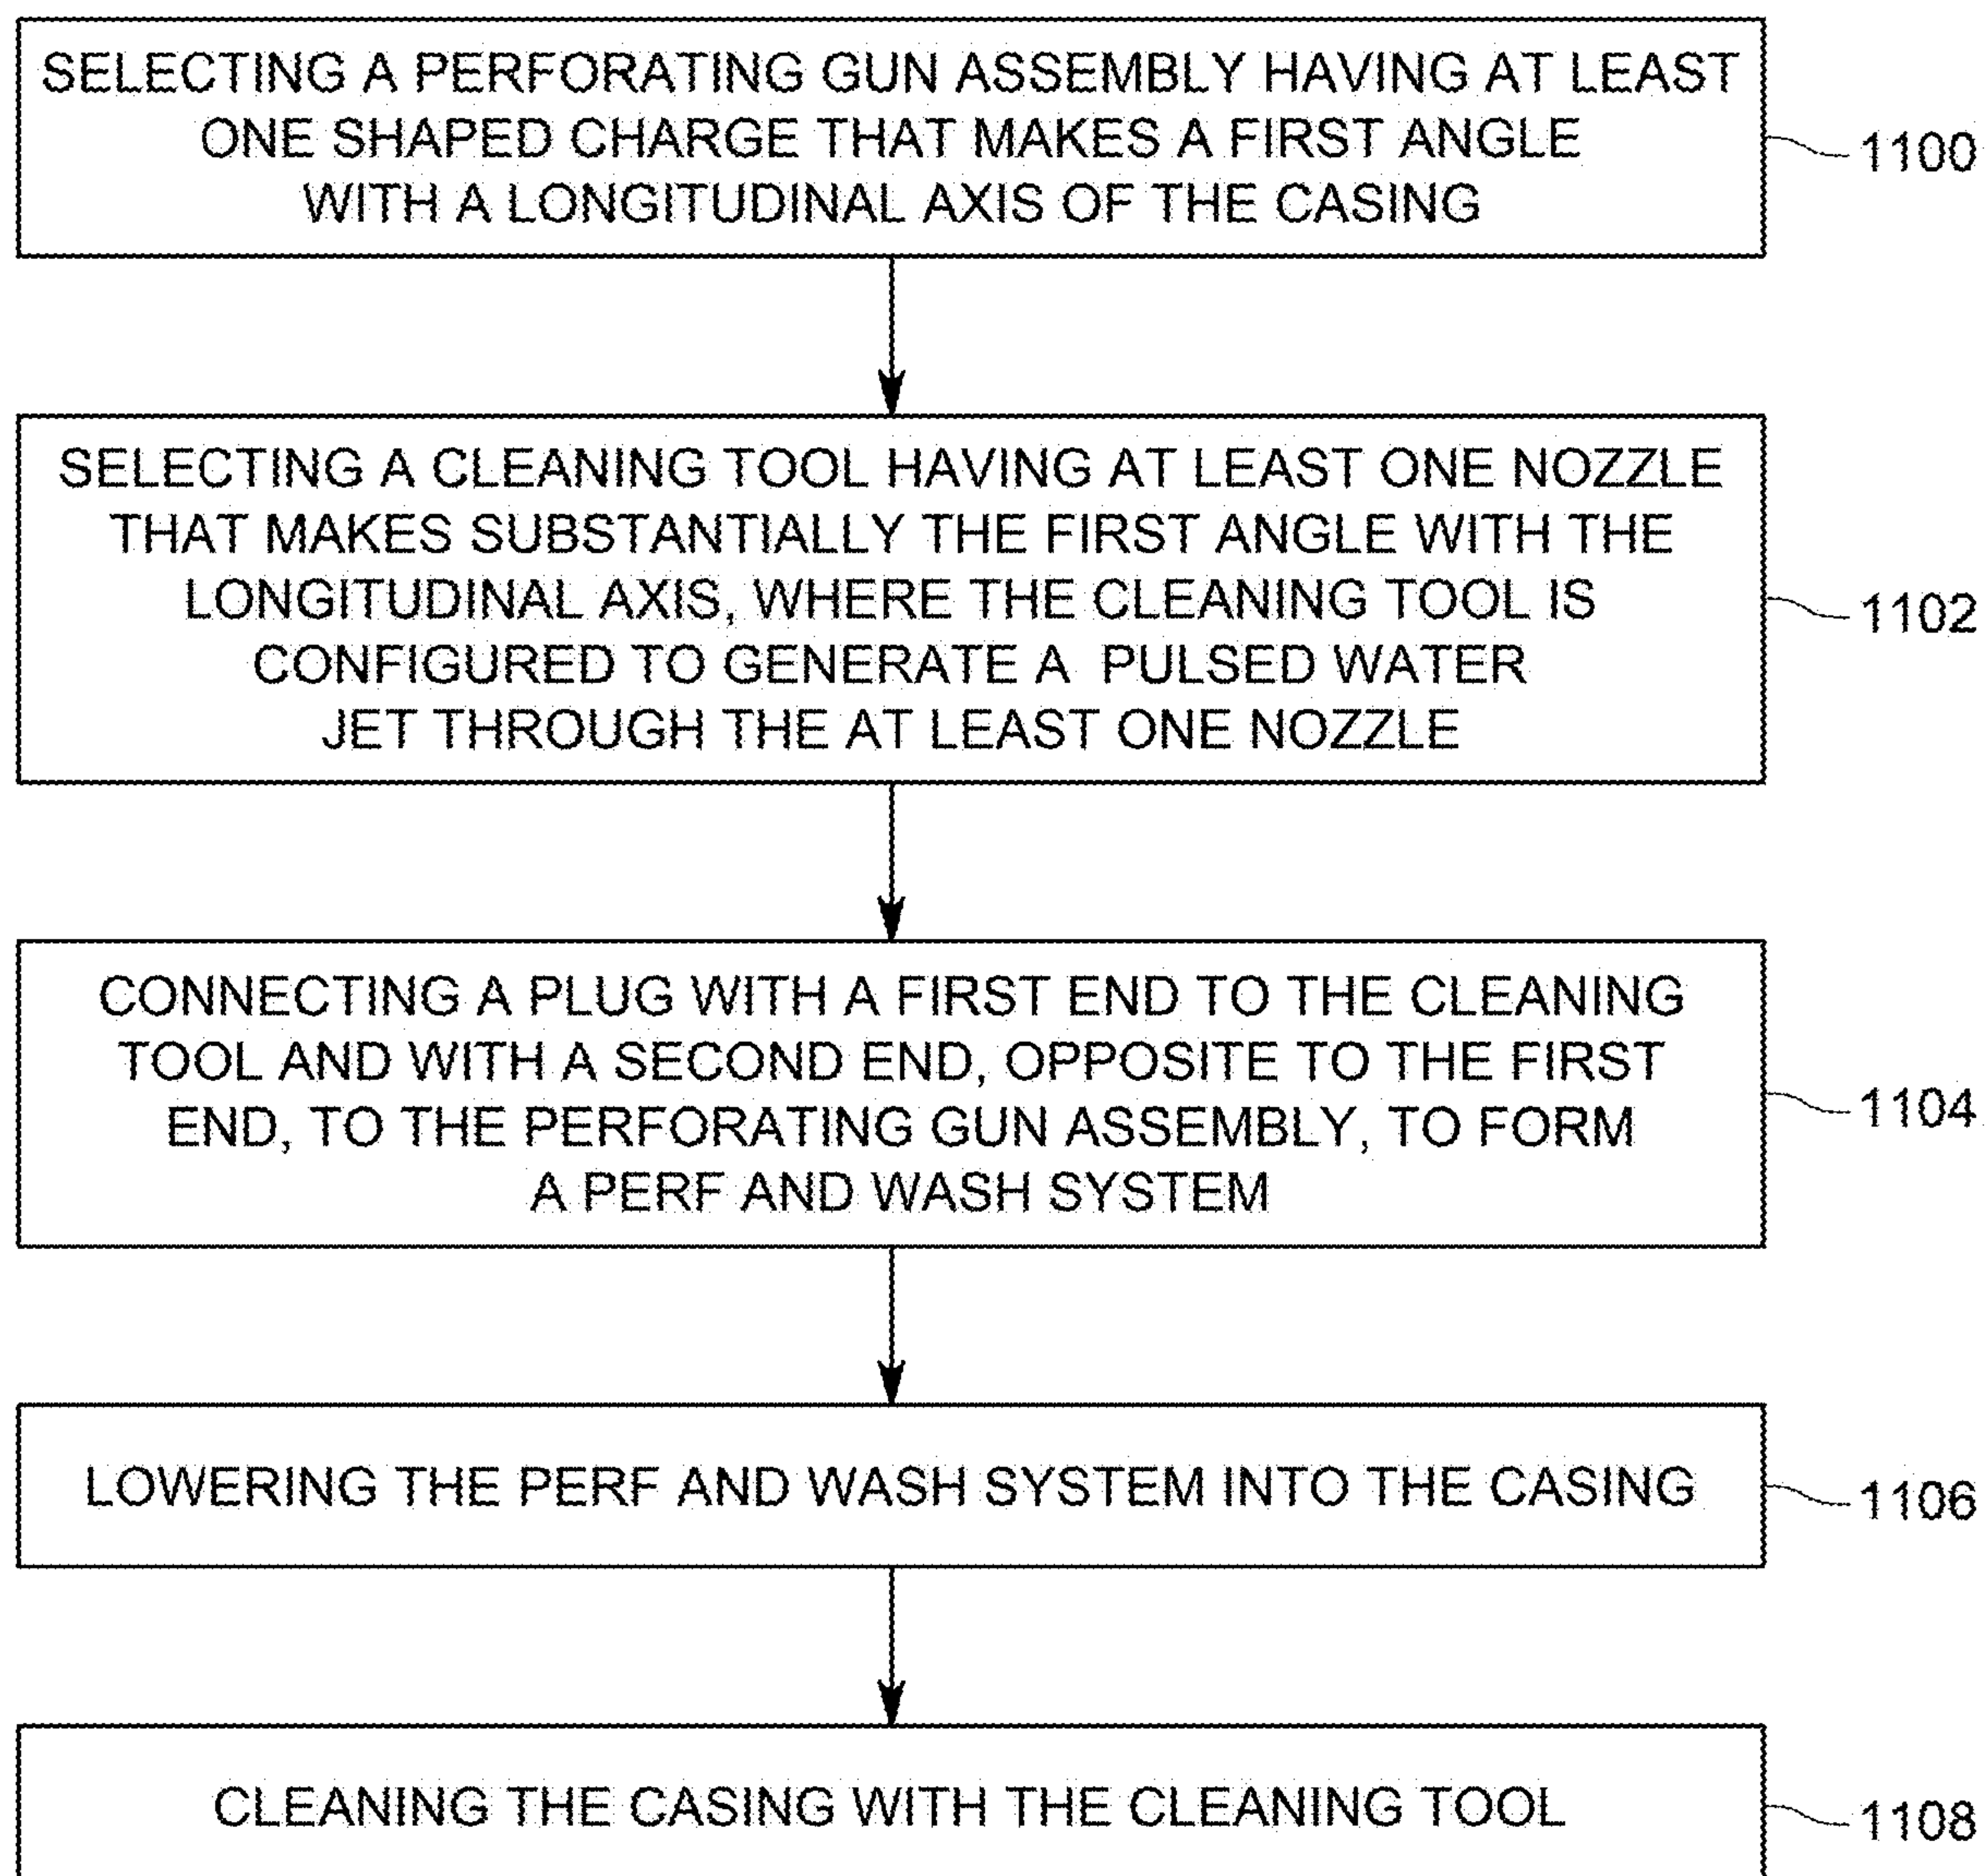 SELECTING A PERFORATING GUN ASSEMBLY HAVING AT LEAST
ONE SHAPED CHARGE THAT MAKES A FIRST ANGLE
WITH A LONGITUDINAL AXIS OF THE CASING
1100
SELECTING A CLEANING TOOL HAVING AT LEAST ONE NOZZLE
THAT MAKES SUBSTANTIALLY THE FIRST ANGLE WITH THE
LONGITUDINAL AXIS, WHERE THE CLEANING TOOL IS
CONFIGURED TO GENERATE A PULSED WATER
JET THROUGH THE AT LEAST ONE NOZZLE
1102
CONNECTING A PLUG WITH A FIRST END TO THE CLEANING
TOOL AND WITH A SECOND END, OPPOSITE TO THE FIRST
END, TO THE PERFORATING GUN ASSEMBLY, TO FORM
A PERF AND WASH SYSTEM
1104
LOWERING THE PERF AND WASH SYSTEM INTO THE CASING
1106
CLEANING THE CASING WITH THE CLEANING TOOL
1108